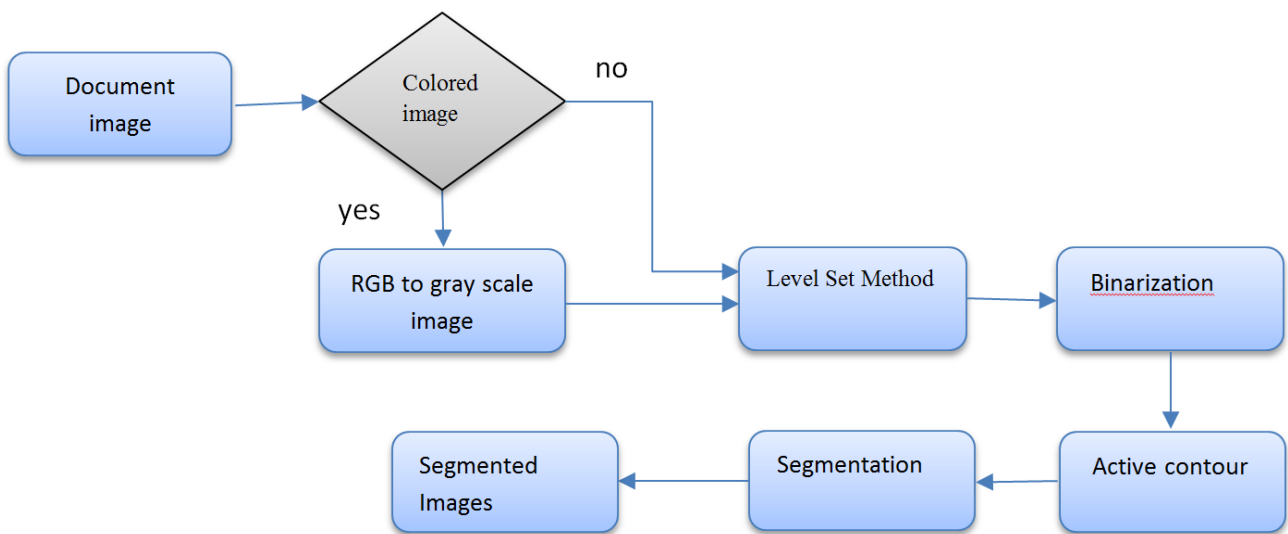 Document
image
Colored
image
no
yes
RGB to gray scale
image
Level Set Method
Binarization
Active contour
Segmentation
Segmented
Images